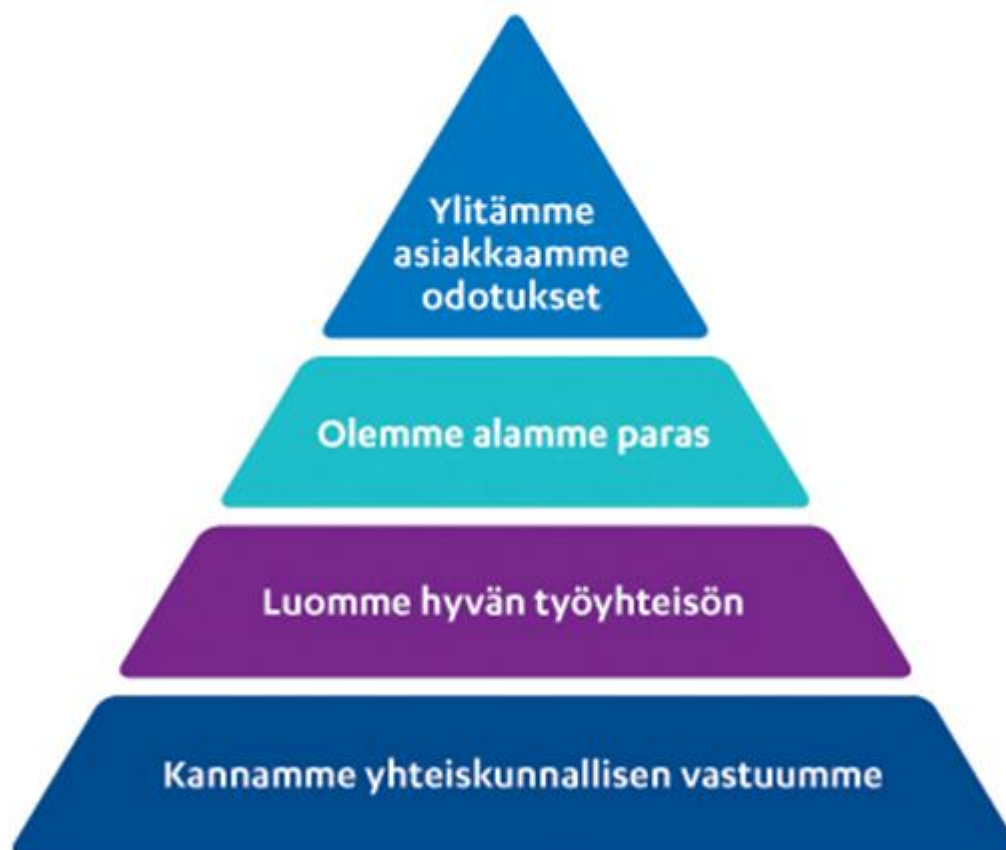 Ylitämme
asiakkaamme
odotukset
Olemme alamme paras
Luomme hyvän työyhteisön
Kannamme yhteiskunnallisen vastuumme